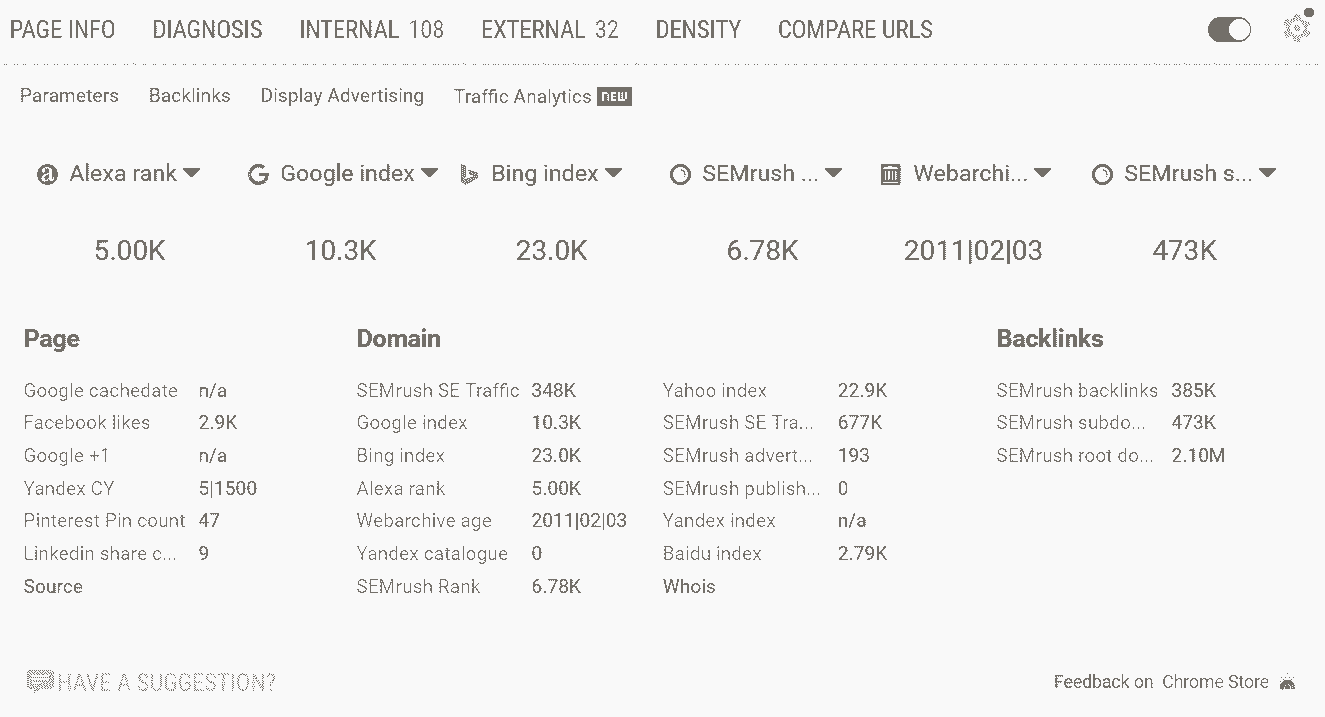 PAGE INFO DIAGNOSIS INTERNAL 108 EXTERNAL 32 DENSITY COMPARE URLS
Parameters Backlinks Display Advertising Traffic Analytics NEW
Alexa rank Google index Bing index SEMrush ... Webarchi... SEMrush s...
5.00K 10.3K 23.0K 6.78K 2011|02|03 473K
Page Domain Backlinks
Google cachedate n/a SEMrush SE Traffic 348K Yahoo index 22.9K SEMrush backlinks 385K
Facebook likes 2.9K Google index 10.3K SEMrush SE Tra... 677K SEMrush subdo... 473K
Google +1 n/a Bing index 23.0K SEMrush advert... 193 SEMrush root do... 2.10M
Yandex CY 5|1500 Alexa rank 5.00K SEMrush publish... 0
Pinterest Pin count 47 Webarchive age 2011|02|03 Yandex index n/a
Linkedin share c... 9 Yandex catalogue 0 Baidu index 2.79K
Source SEMrush Rank 6.78K Whois
HAVE A SUGGESTION? Feedback on Chrome Store